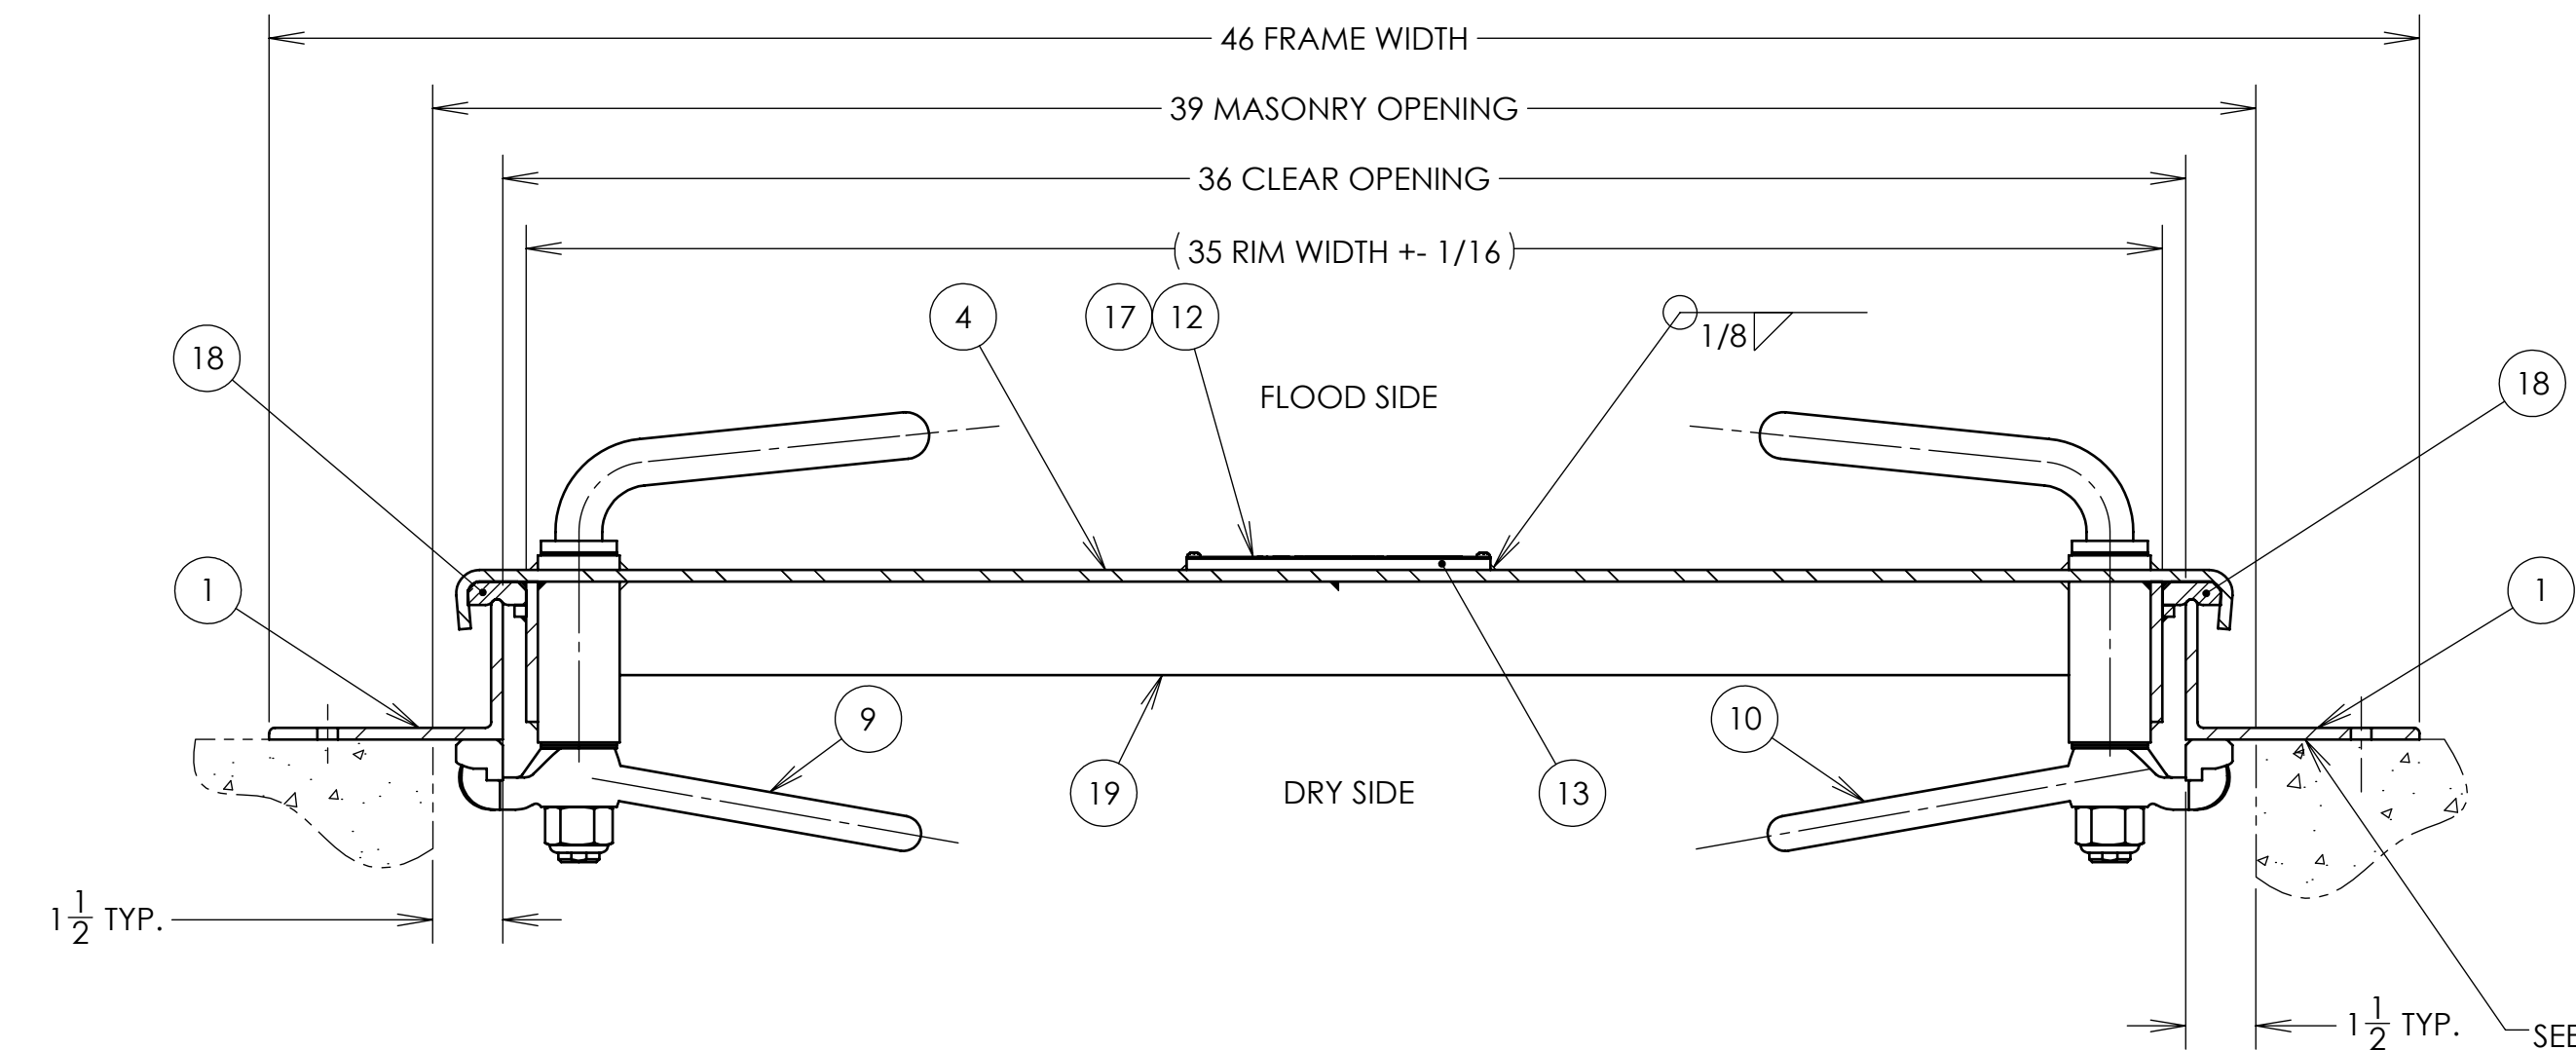 46 FRAME WIDTH
39 MASONRY OPENING
36 CLEAR OPENING
(35 RIM WIDTH +- 1/16)
4
17
12
1/8
18
18
FLOOD SIDE
1
1
9
10
19
DRY SIDE
13
1 1/2 TYP.
1 1/2 TYP.
SEE